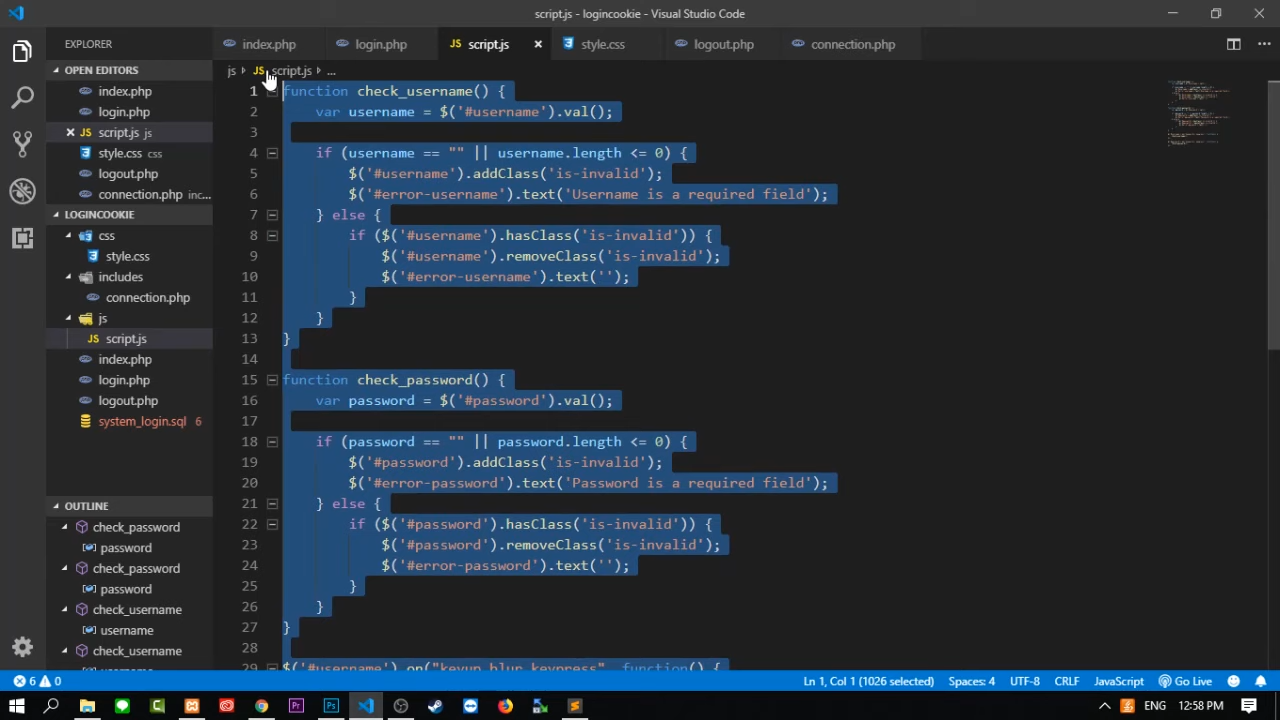 script.js - logincookie - Visual Studio Code
EXPLORER
index.php
login.php
script.js
style.css
logout.php
connection.php
OPEN EDITORS
index.php
login.php
script.js js
style.css css
logout.php
connection.php inc...
LOGINCOOKIE
css
style.css
includes
connection.php
js
script.js
index.php
login.php
logout.php
system_login.sql 6
OUTLINE
check_password
password
check_password
password
check_username
username
check_username
js script.js ...
1 function check_username() {
2 var username = $('#username').val();
3
4 if (username == "" || username.length <= 0) {
5 $('#username').addClass('is-invalid');
6 $('#error-username').text('Username is a required field');
7 } else {
8 if ($('#username').hasClass('is-invalid')) {
9 $('#username').removeClass('is-invalid');
10 $('#error-username').text('');
11 }
12 }
13 }
14
15 function check_password() {
16 var password = $('#password').val();
17
18 if (password == "" || password.length <= 0) {
19 $('#password').addClass('is-invalid');
20 $('#error-password').text('Password is a required field');
21 } else {
22 if ($('#password').hasClass('is-invalid')) {
23 $('#password').removeClass('is-invalid');
24 $('#error-password').text('');
25 }
26 }
27 }
28
29 $('#username').on("keyup blur keypress", function() {
6 0
Ln 1, Col 1 (1026 selected)
Spaces: 4
UTF-8
CRLF
JavaScript
Go Live
ENG
12:58 PM